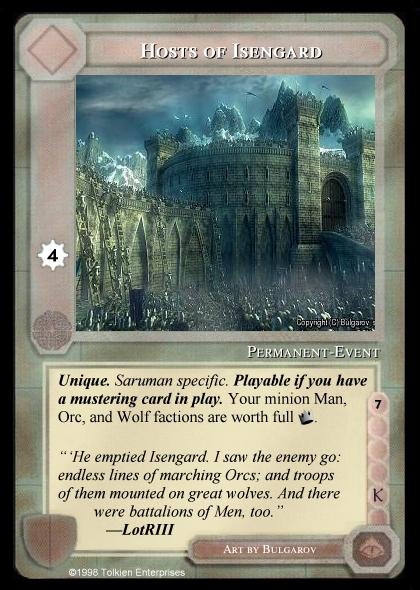 Hosts of Isengard
4
Copyright (C) Bulgarov s
Permanent-Event
Unique. Saruman specific. Playable if you have
a mustering card in play. Your minion Man,
Orc, and Wolf factions are worth full
7
“‘He emptied Isengard. I saw the enemy go:
endless lines of marching Orcs; and troops
of them mounted on great wolves. And there
were battalions of Men, too.”
—LotRIII
K
Art by Bulgarov
©1998 Tolkien Enterprises